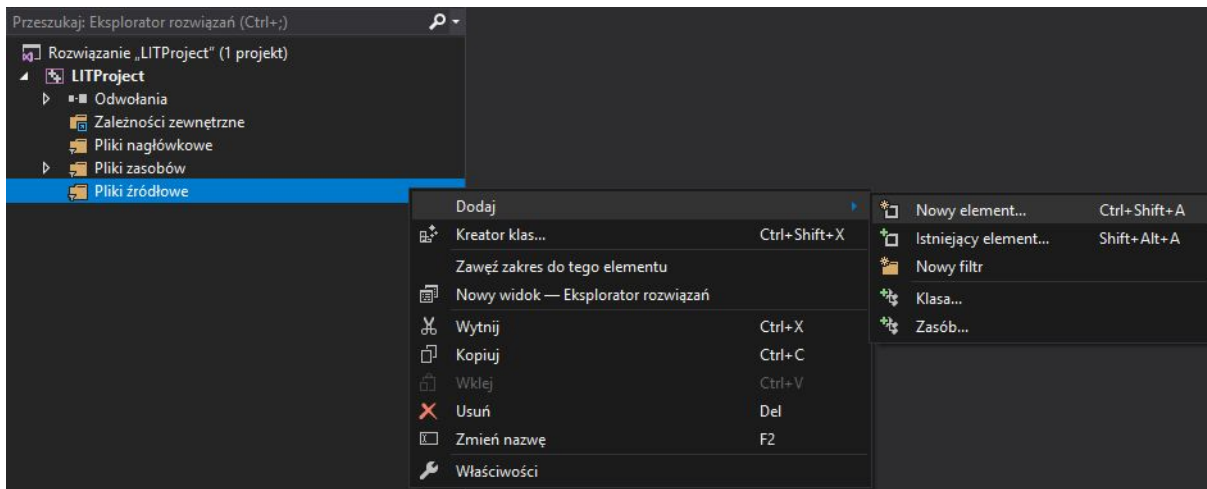 Przeszukaj: Eksplorator rozwiązań (Ctrl+;)
Rozwiązanie „LITProject” (1 projekt)
LITProject
Odwołania
Zależności zewnętrzne
Pliki nagłówkowe
Pliki zasobów
Pliki źródłowe
Dodaj
Kreator klas... Ctrl+Shift+X
Zawęź zakres do tego elementu
Nowy widok — Eksplorator rozwiązań
Wytnij Ctrl+X
Kopiuj Ctrl+C
Wklej Ctrl+V
Usuń Del
Zmień nazwę F2
Właściwości
Nowy element... Ctrl+Shift+A
Istniejący element... Shift+Alt+A
Nowy filtr
Klasa...
Zasób...